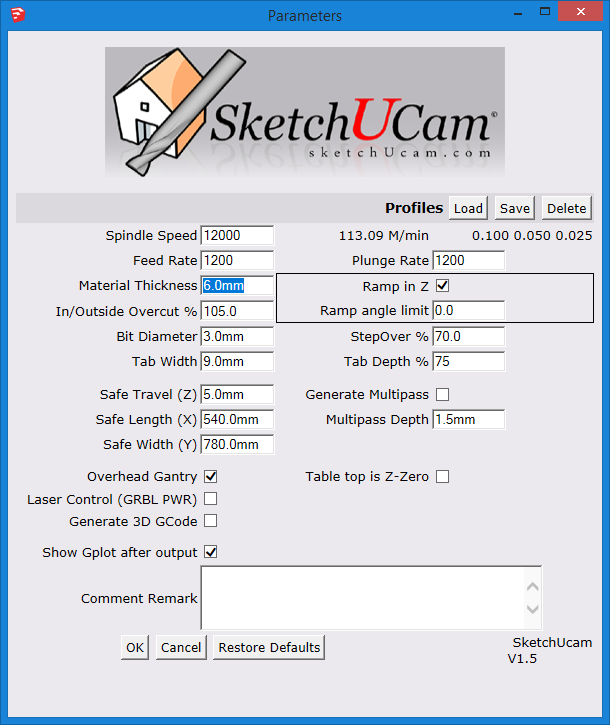 Parameters
SketchUCam©
sketchUcam.com
Profiles Load Save Delete
Spindle Speed 12000 113.09 M/min 0.100 0.050 0.025
Feed Rate 1200 Plunge Rate 1200
Material Thickness 6.0mm Ramp in Z
In/Outside Overcut % 105.0 Ramp angle limit 0.0
Bit Diameter 3.0mm StepOver % 70.0
Tab Width 9.0mm Tab Depth % 75
Safe Travel (Z) 5.0mm Generate Multipass
Safe Length (X) 540.0mm Multipass Depth 1.5mm
Safe Width (Y) 780.0mm
Overhead Gantry Table top is Z-Zero
Laser Control (GRBL PWR)
Generate 3D GCode
Show Gplot after output
Comment Remark
OK Cancel Restore Defaults SketchUcam
V1.5